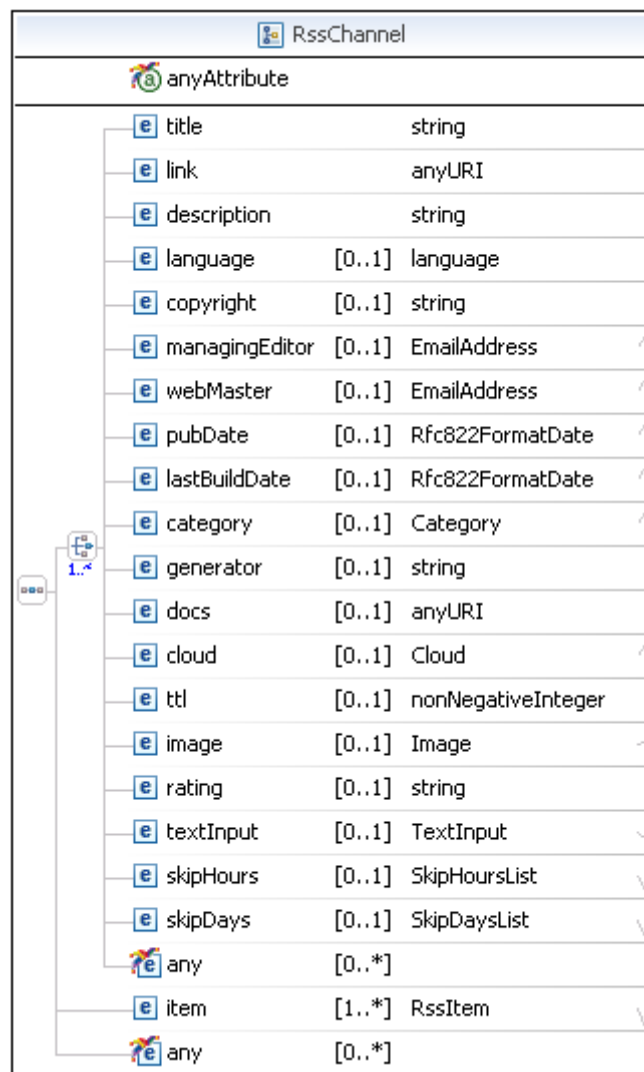 RssChannel
a anyAttribute
e title string
e link anyURI
e description string
e language [0..1] language
e copyright [0..1] string
e managingEditor [0..1] EmailAddress
e webMaster [0..1] EmailAddress
e pubDate [0..1] Rfc822FormatDate
e lastBuildDate [0..1] Rfc822FormatDate
e category [0..1] Category
1..*
e generator [0..1] string
e docs [0..1] anyURI
e cloud [0..1] Cloud
e ttl [0..1] nonNegativeInteger
e image [0..1] Image
e rating [0..1] string
e textInput [0..1] TextInput
e skipHours [0..1] SkipHoursList
e skipDays [0..1] SkipDaysList
e any [0..*]
e item [1..*] RssItem
e any [0..*]